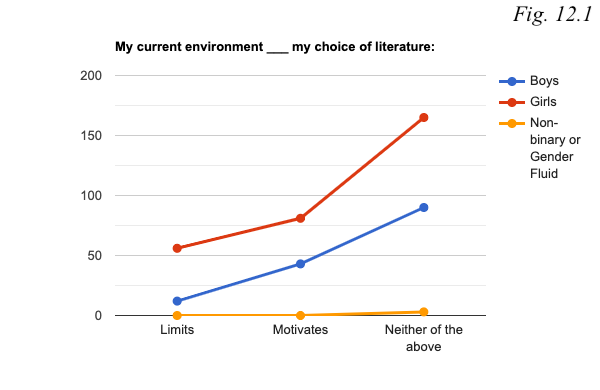 Fig. 12.1
My current environment ___ my choice of literature:
200
150
100
50
0
Limits
Motivates
Neither of the
above
Boys
Girls
Non-
binary or
Gender
Fluid